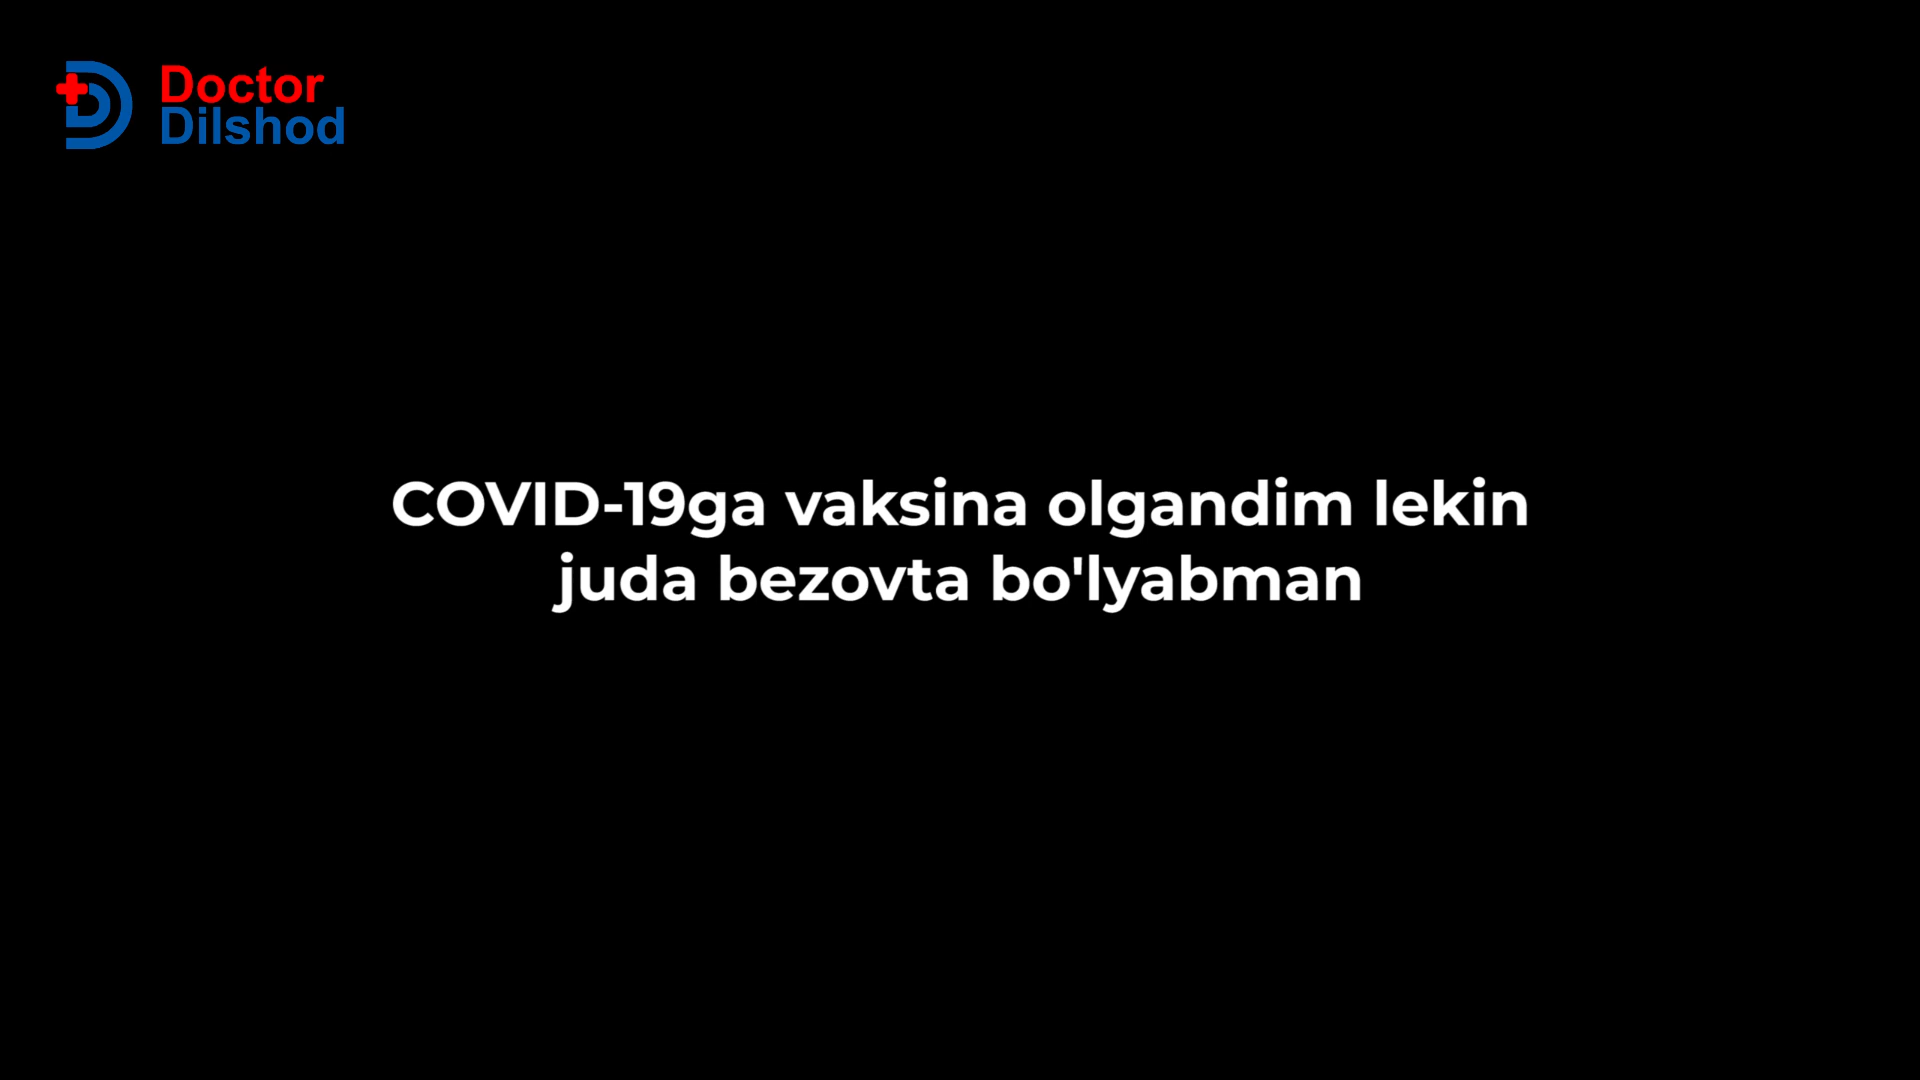 Doctor
Dilshod
COVID-19ga vaksina olgandim lekin
juda bezovta bo'lyabman